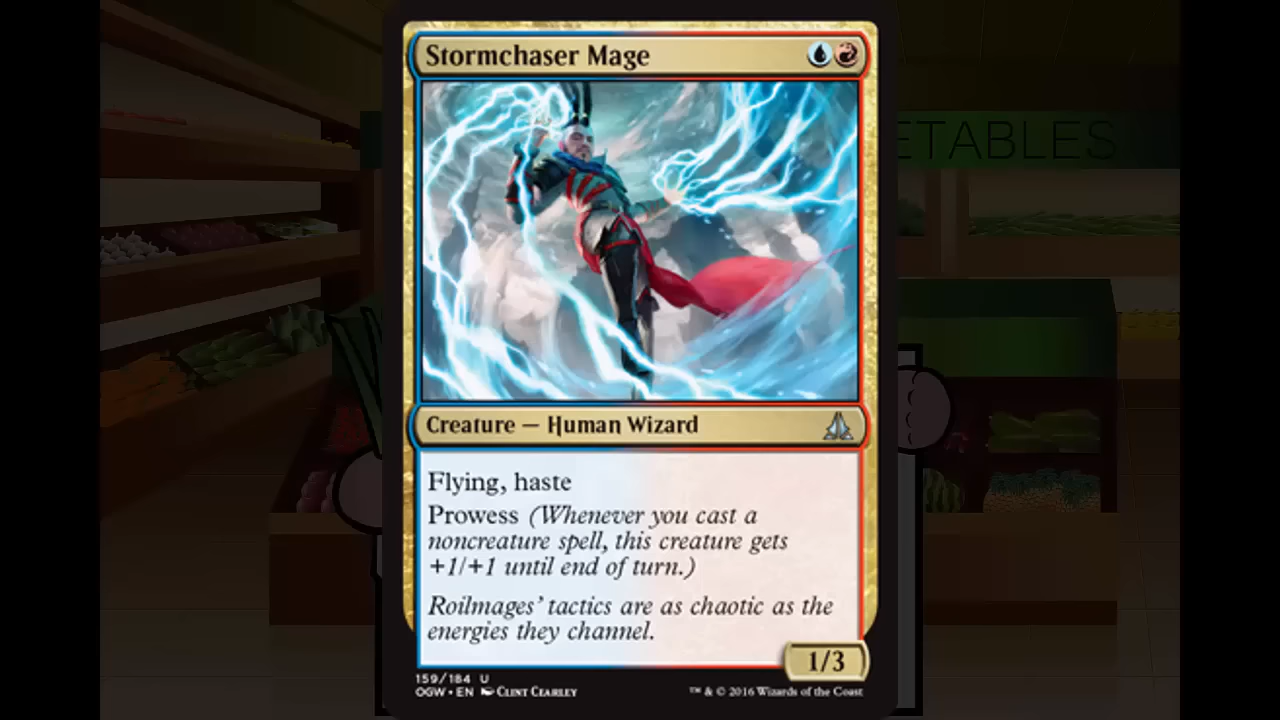 Stormchaser Mage
ETABLES
Creature — Human Wizard
Flying, haste
Prowess (Whenever you cast a
noncreature spell, this creature gets
+1/+1 until end of turn.)
Roilmages' tactics are as chaotic as the
energies they channel.
1/3
159/184 U
OGW • EN Clint Cearley
™ & © 2016 Wizards of the Coast